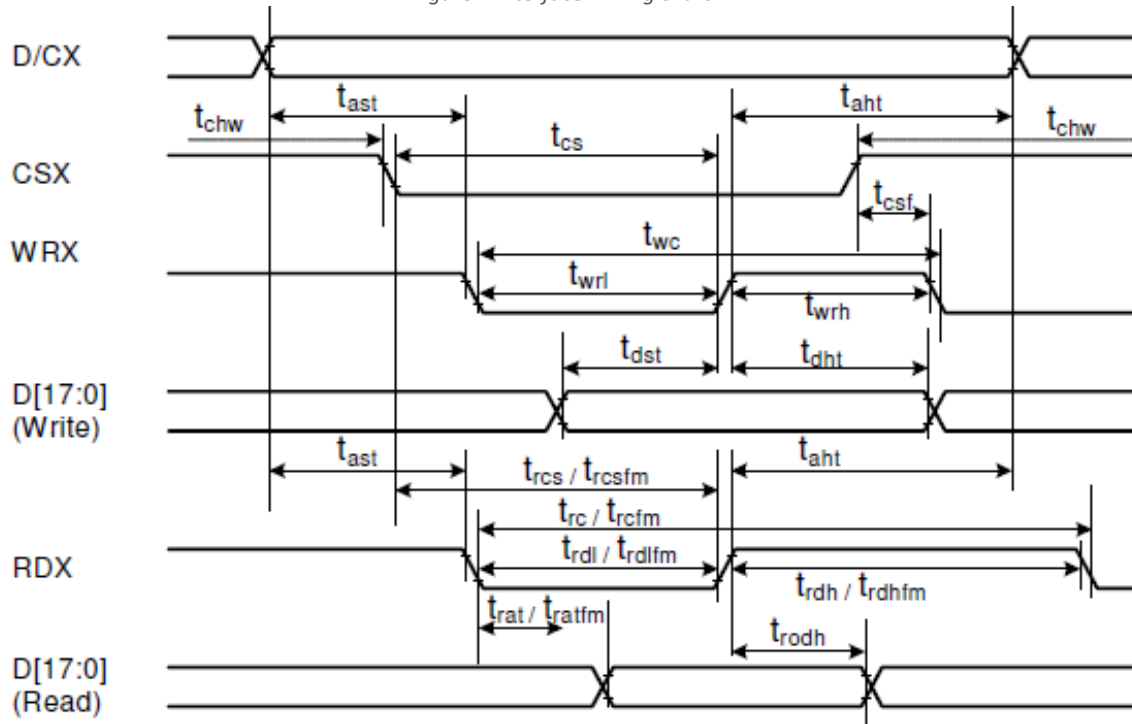 D/CX
tast
taht
tchw
tchw
tcs
CSX
tcsf
WRX
twc
twrl
twrh
tdst
tdht
D[17:0]
(Write)
tast
taht
trcs / trcsfm
trc / trcfm
RDX
trdl / trdlfm
trdh / trdhfm
trat / tratfm
trodh
D[17:0]
(Read)